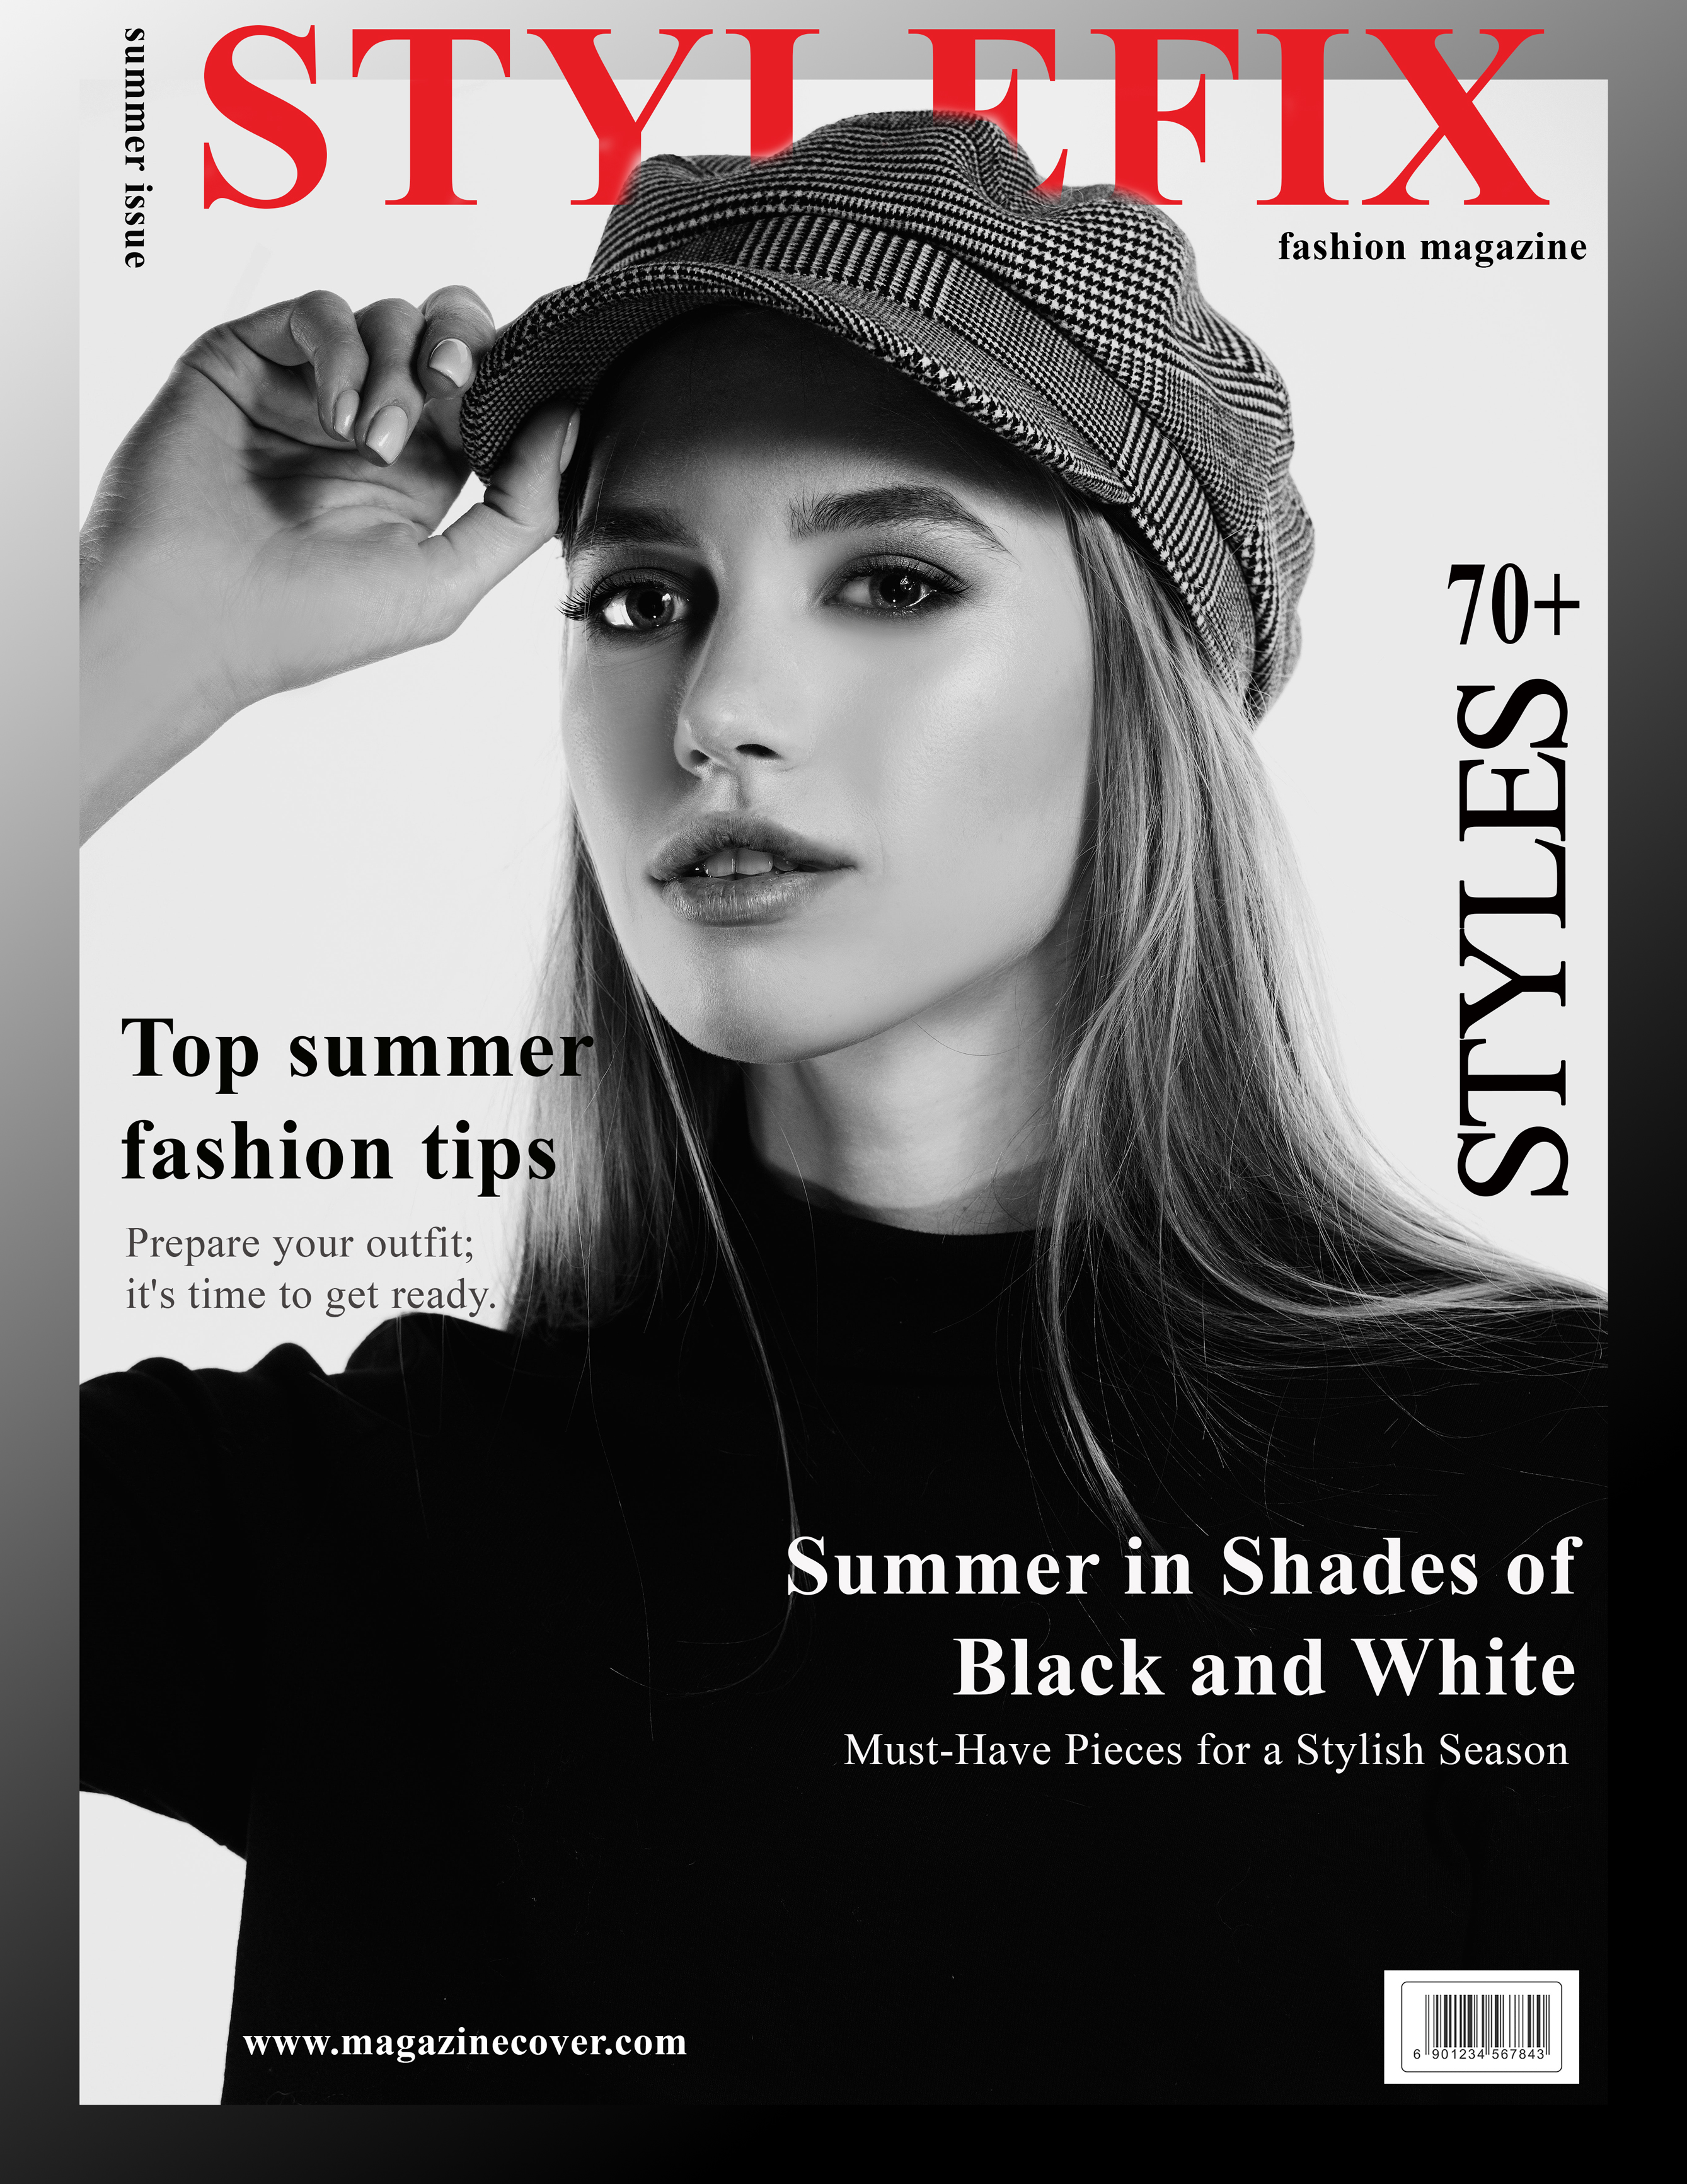 summer issue
STYLEFIX
fashion magazine
70+
STYLES
Top summer
fashion tips
Prepare your outfit;
it's time to get ready.
Summer in Shades of
Black and White
Must-Have Pieces for a Stylish Season
www.magazinecover.com
6 901234 567843